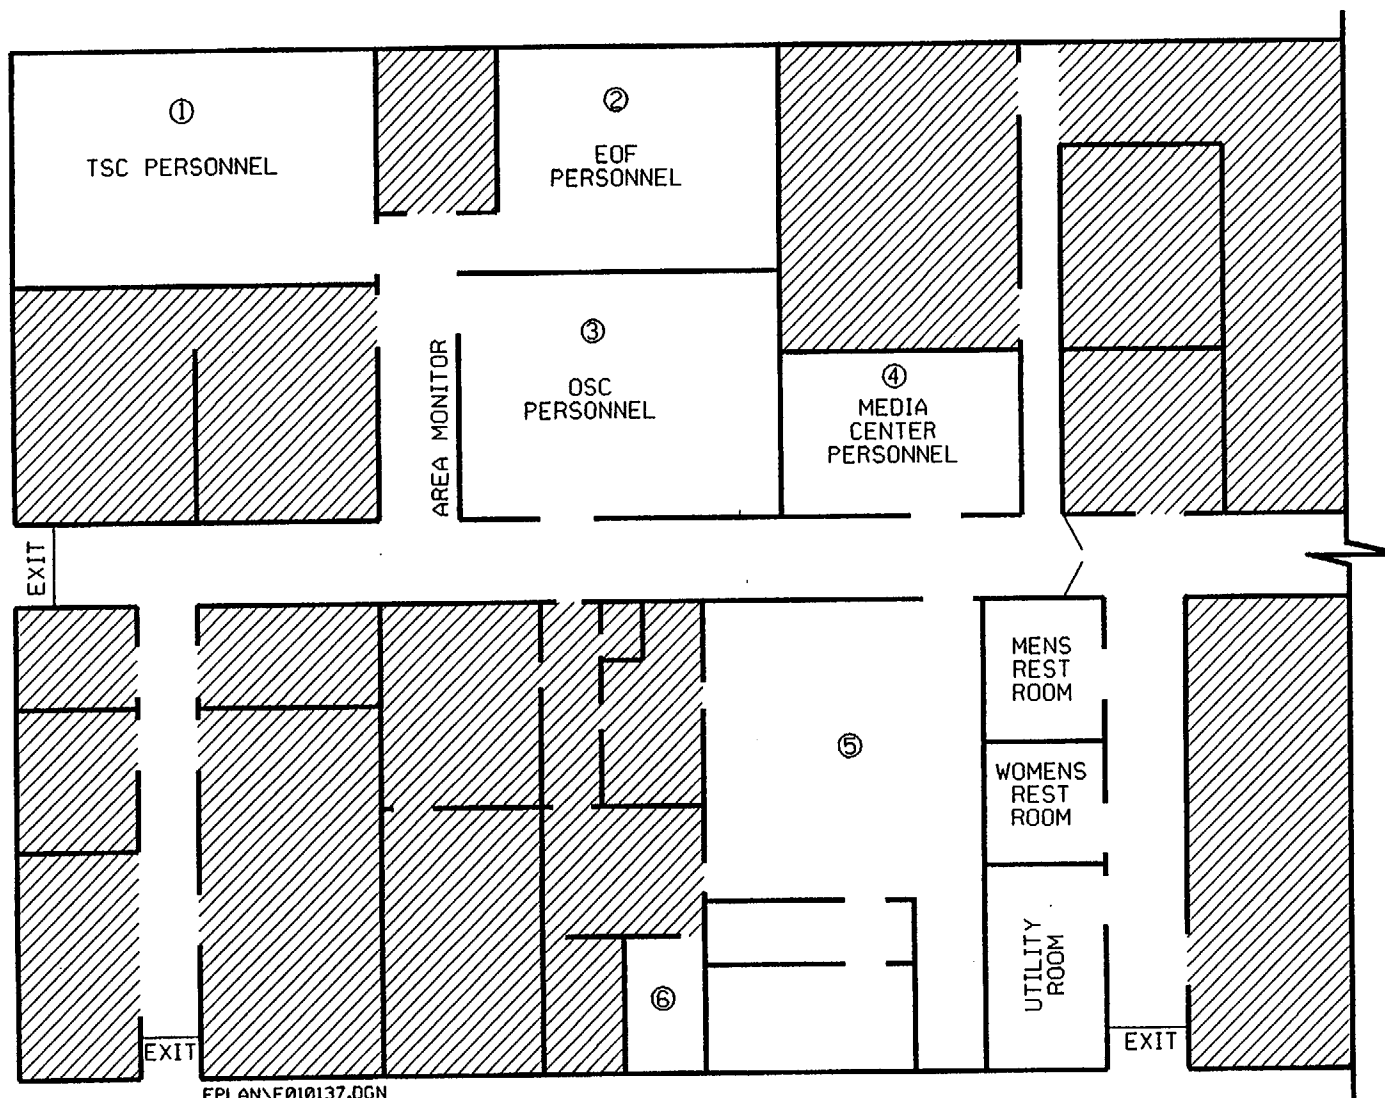 ①
TSC PERSONNEL
②
EOF
PERSONNEL
③
OSC
PERSONNEL
AREA MONITOR
④
MEDIA
CENTER
PERSONNEL
EXIT
MENS
REST
ROOM
⑤
WOMENS
REST
ROOM
UTILITY
ROOM
⑥
EXIT
EXIT
EPLAN\E010137.DGN